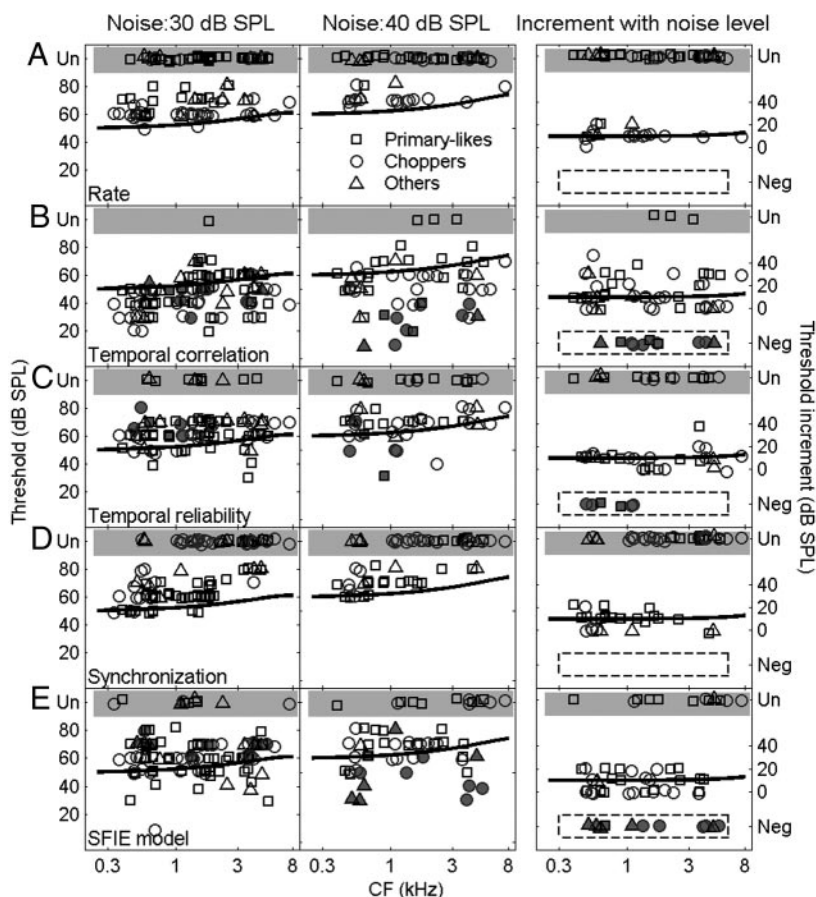 Noise:30 dB SPL Noise:40 dB SPL Increment with noise level
A Un Un
80
60 40
40 Primary-likes 20
Choppers 0
20 Others
Rate Neg
B Un Un
80 40
60 20
40 0
20
Temporal correlation Neg
C Un Un
80 40
60 20
40 0
20
Temporal reliability Neg
D Un Un
80 40
60 20
40 0
20
Synchronization Neg
E Un Un
80 40
60 20
40 0
20
SFIE model Neg
0.3 1 3 8 0.3 1 3 8 0.3 1 3 8
CF (kHz) CF (kHz)
Threshold (dB SPL)
Threshold increment (dB SPL)